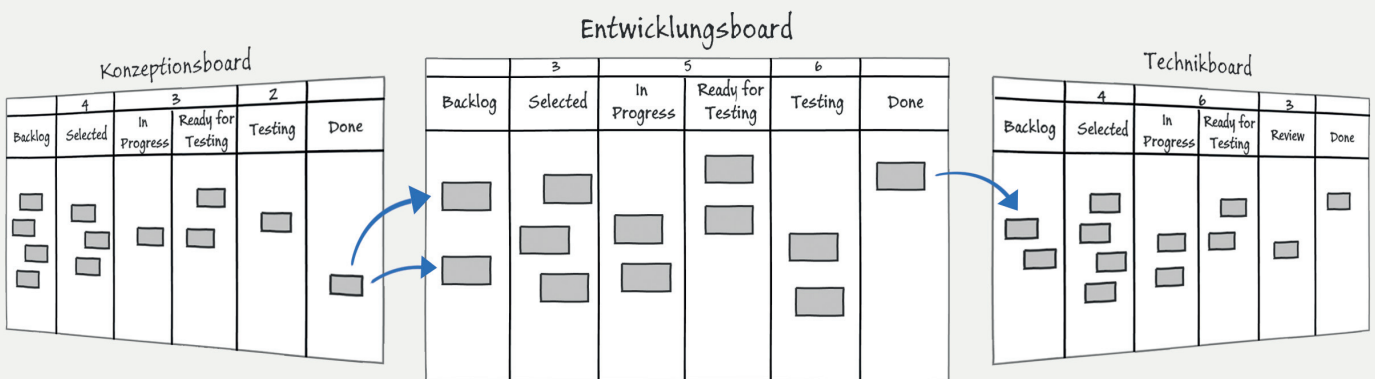 Konzeptionsboard
4 3 2
Backlog Selected In Progress Ready for Testing Testing Done
Entwicklungsboard
3 5 6
Backlog Selected In Progress Ready for Testing Testing Done
Technikboard
4 6 3
Backlog Selected In Progress Ready for Testing Review Done